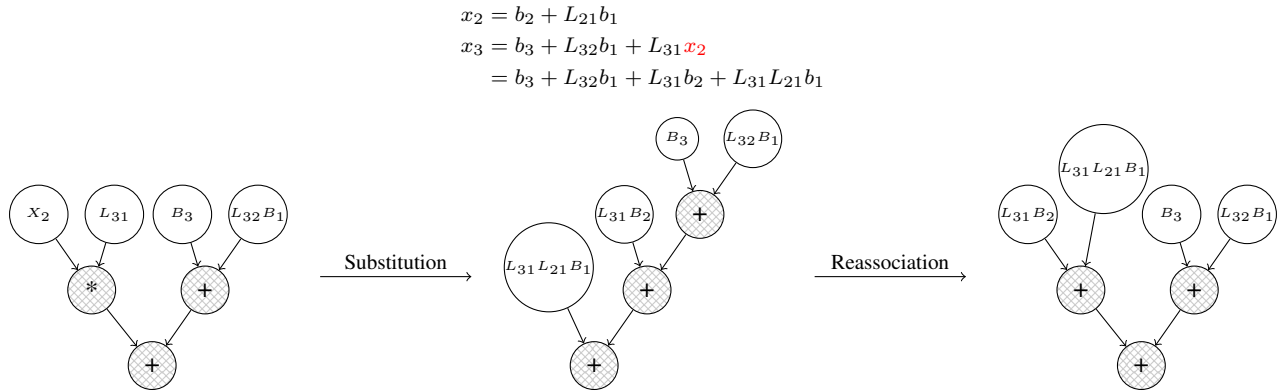 x₂ = b₂ + L₂₁b₁
x₃ = b₃ + L₃₂b₁ + L₃₁x₂
= b₃ + L₃₂b₁ + L₃₁b₂ + L₃₁L₂₁b₁
X₂ L₃₁ B₃ L₃₂B₁
* +
+
Substitution
B₃ L₃₂B₁
L₃₁B₂ +
L₃₁L₂₁B₁ +
+
Reassociation
L₃₁L₂₁B₁
L₃₁B₂ B₃ L₃₂B₁
+ +
+